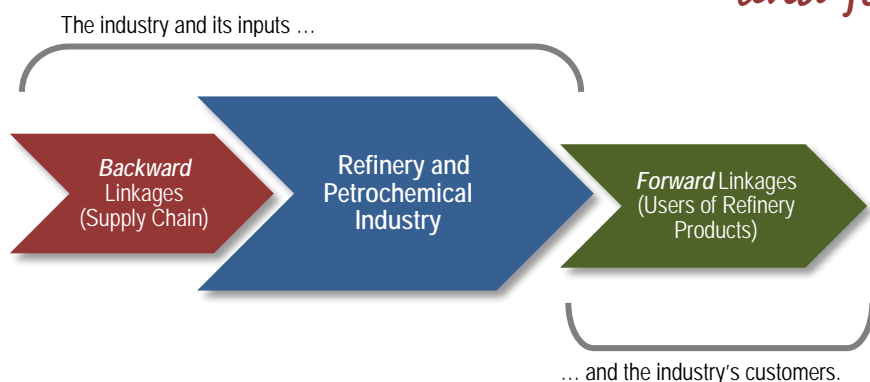 The industry and its inputs …
Backward
Linkages
(Supply Chain)
Refinery and
Petrochemical
Industry
Forward Linkages
(Users of Refinery
Products)
… and the industry's customers.